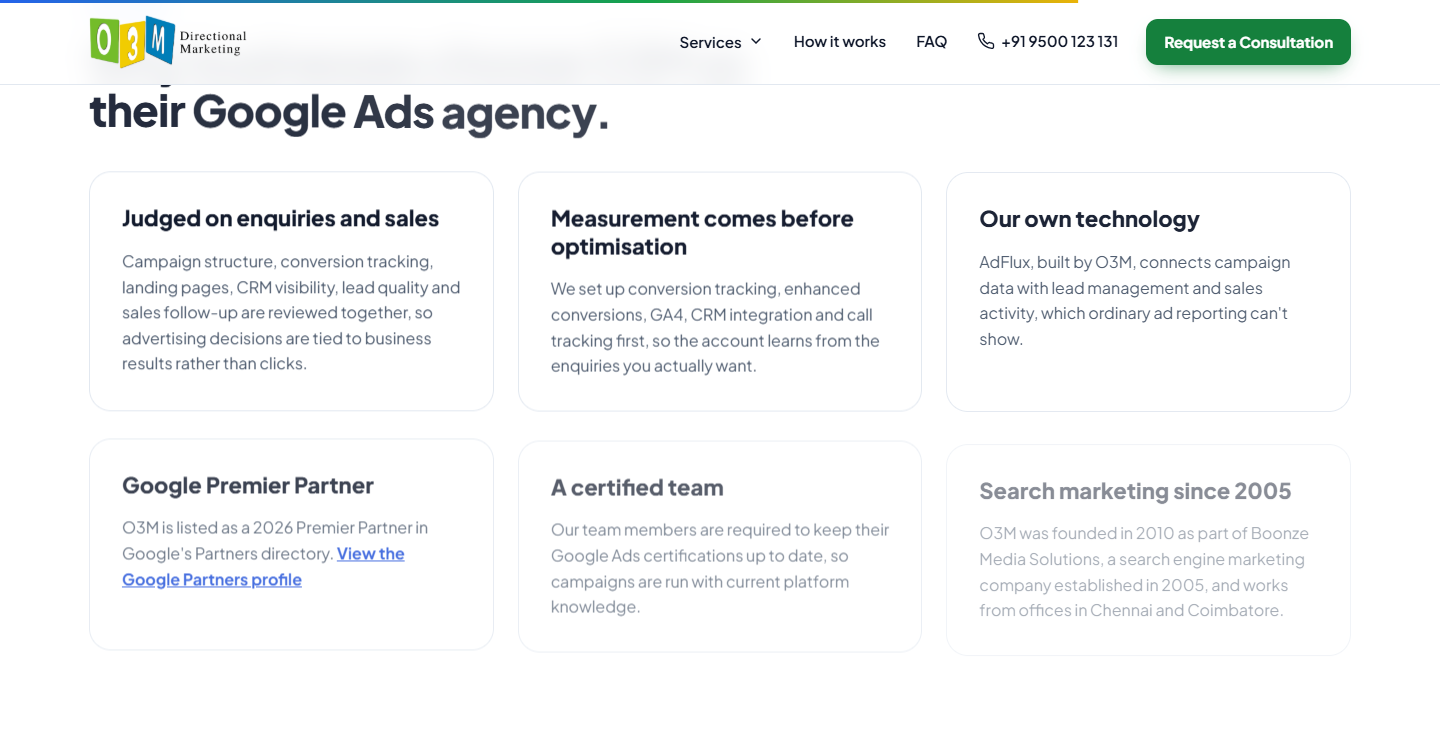 O3M Directional
Marketing
Services
How it works
FAQ
+91 9500 123 131
Request a Consultation
their Google Ads agency.
Judged on enquiries and sales
Campaign structure, conversion tracking,
landing pages, CRM visibility, lead quality and
sales follow-up are reviewed together, so
advertising decisions are tied to business
results rather than clicks.
Measurement comes before
optimisation
We set up conversion tracking, enhanced
conversions, GA4, CRM integration and call
tracking first, so the account learns from the
enquiries you actually want.
Our own technology
AdFlux, built by O3M, connects campaign
data with lead management and sales
activity, which ordinary ad reporting can't
show.
Google Premier Partner
O3M is listed as a 2026 Premier Partner in
Google's Partners directory. View the
Google Partners profile
A certified team
Our team members are required to keep their
Google Ads certifications up to date, so
campaigns are run with current platform
knowledge.
Search marketing since 2005
O3M was founded in 2010 as part of Boonze
Media Solutions, a search engine marketing
company established in 2005, and works
from offices in Chennai and Coimbatore.